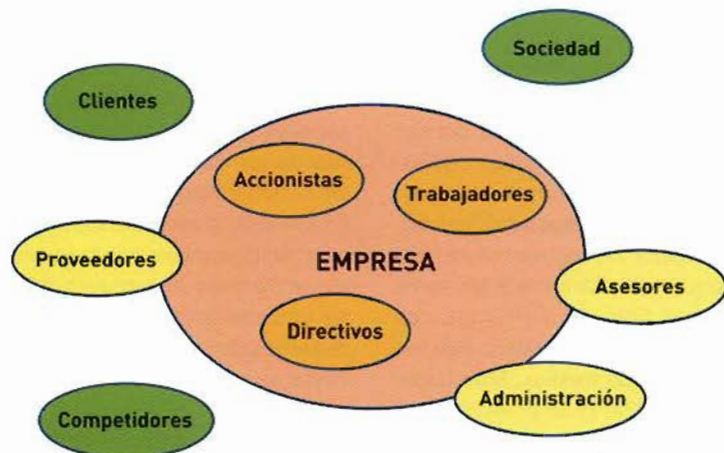 Sociedad
Clientes
Accionistas
Trabajadores
Proveedores
EMPRESA
Asesores
Directivos
Administración
Competidores